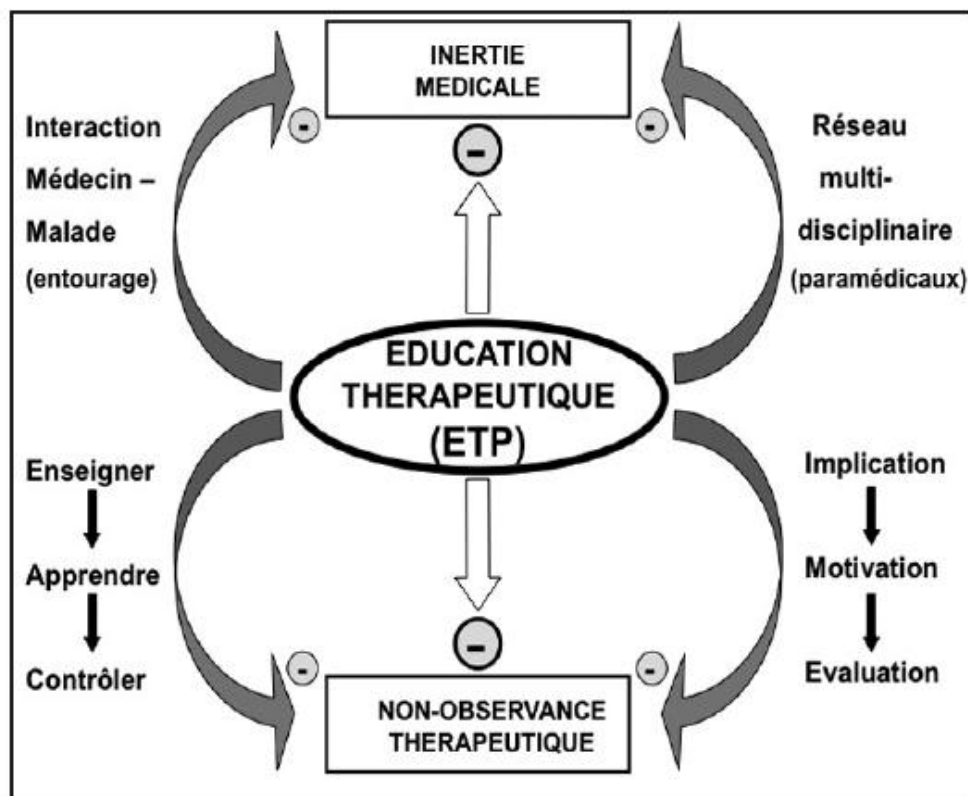 INERTIE
MEDICALE
-
-
-
Interaction
Médecin –
Malade
(entourage)
Réseau
multi-
disciplinaire
(paramédicaux)
EDUCATION
THERAPEUTIQUE
(ETP)
Enseigner
Apprendre
Contrôler
Implication
Motivation
Evaluation
-
-
-
NON-OBSERVANCE
THERAPEUTIQUE